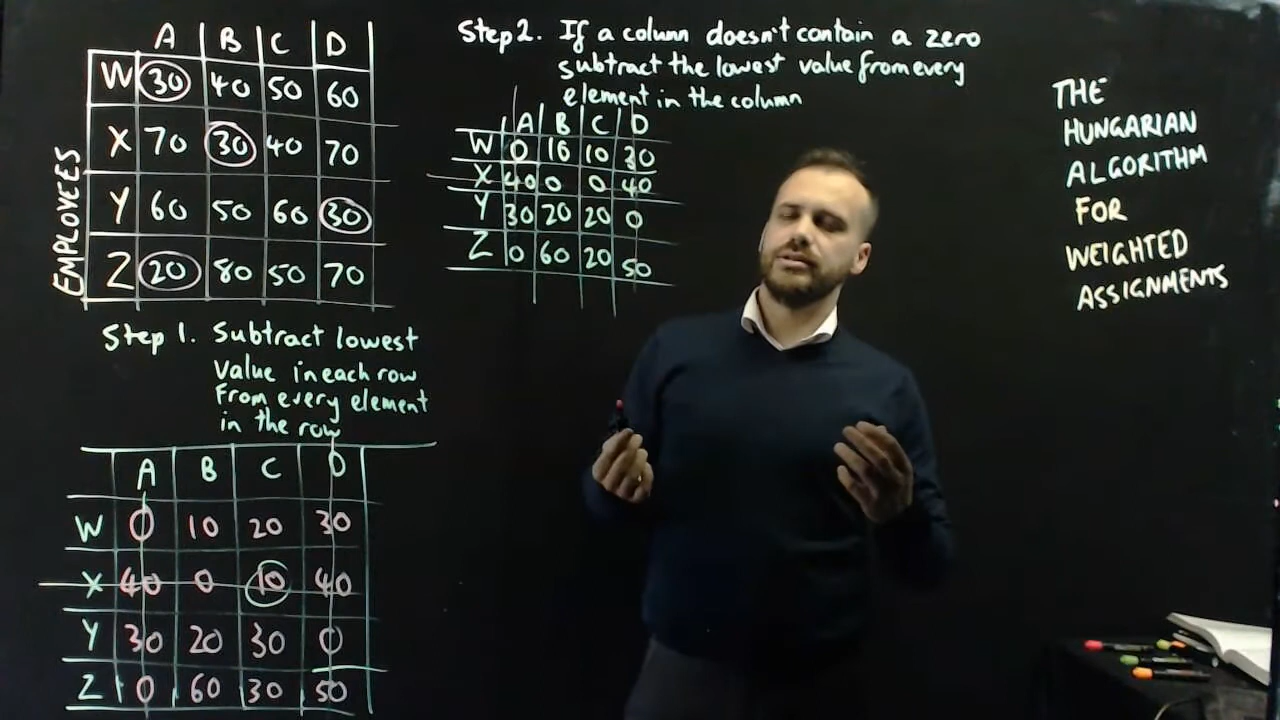 A B C D
EMPLOYEES
W 30 40 50 60
X 70 30 40 70
Y 60 50 60 30
Z 20 80 50 70
Step 1. Subtract lowest
value in each row
From every element
in the row
A B C D
W 0 10 20 30
X 40 0 10 40
Y 30 20 30 0
Z 0 60 30 50
Step 2. If a column doesn't contain a zero
subtract the lowest value from every
element in the column
A B C D
W 0 10 10 30
X 40 0 0 40
Y 30 20 20 0
Z 0 60 20 50
THE
HUNGARIAN
ALGORITHM
FOR
WEIGHTED
ASSIGNMENTS